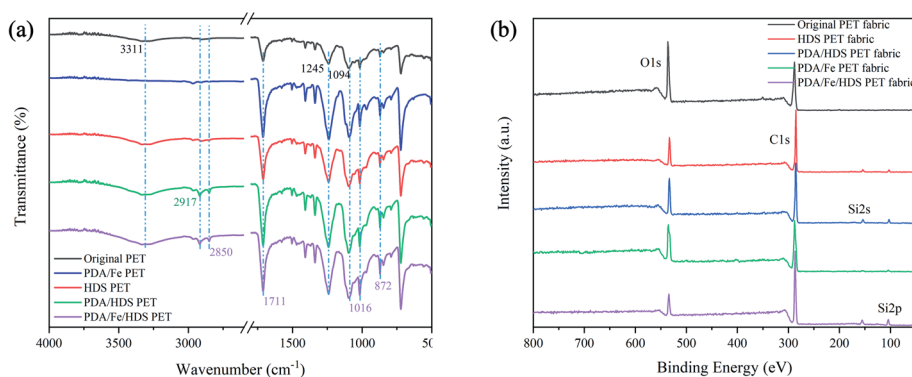 (a)
3311
1245
1094
2917
2850
1711
1016
872
Original PET
PDA/Fe PET
HDS PET
PDA/HDS PET
PDA/Fe/HDS PET
Transmittance (%)
4000
3500
3000
2500
1500
1000
50
Wavenumber (cm⁻¹)
(b)
Original PET fabric
HDS PET fabric
PDA/HDS PET fabric
PDA/Fe PET fabric
PDA/Fe/HDS PET fabric
O1s
C1s
Si2s
Si2p
Intensity (a.u.)
800
700
600
500
400
300
200
100
Binding Energy (eV)